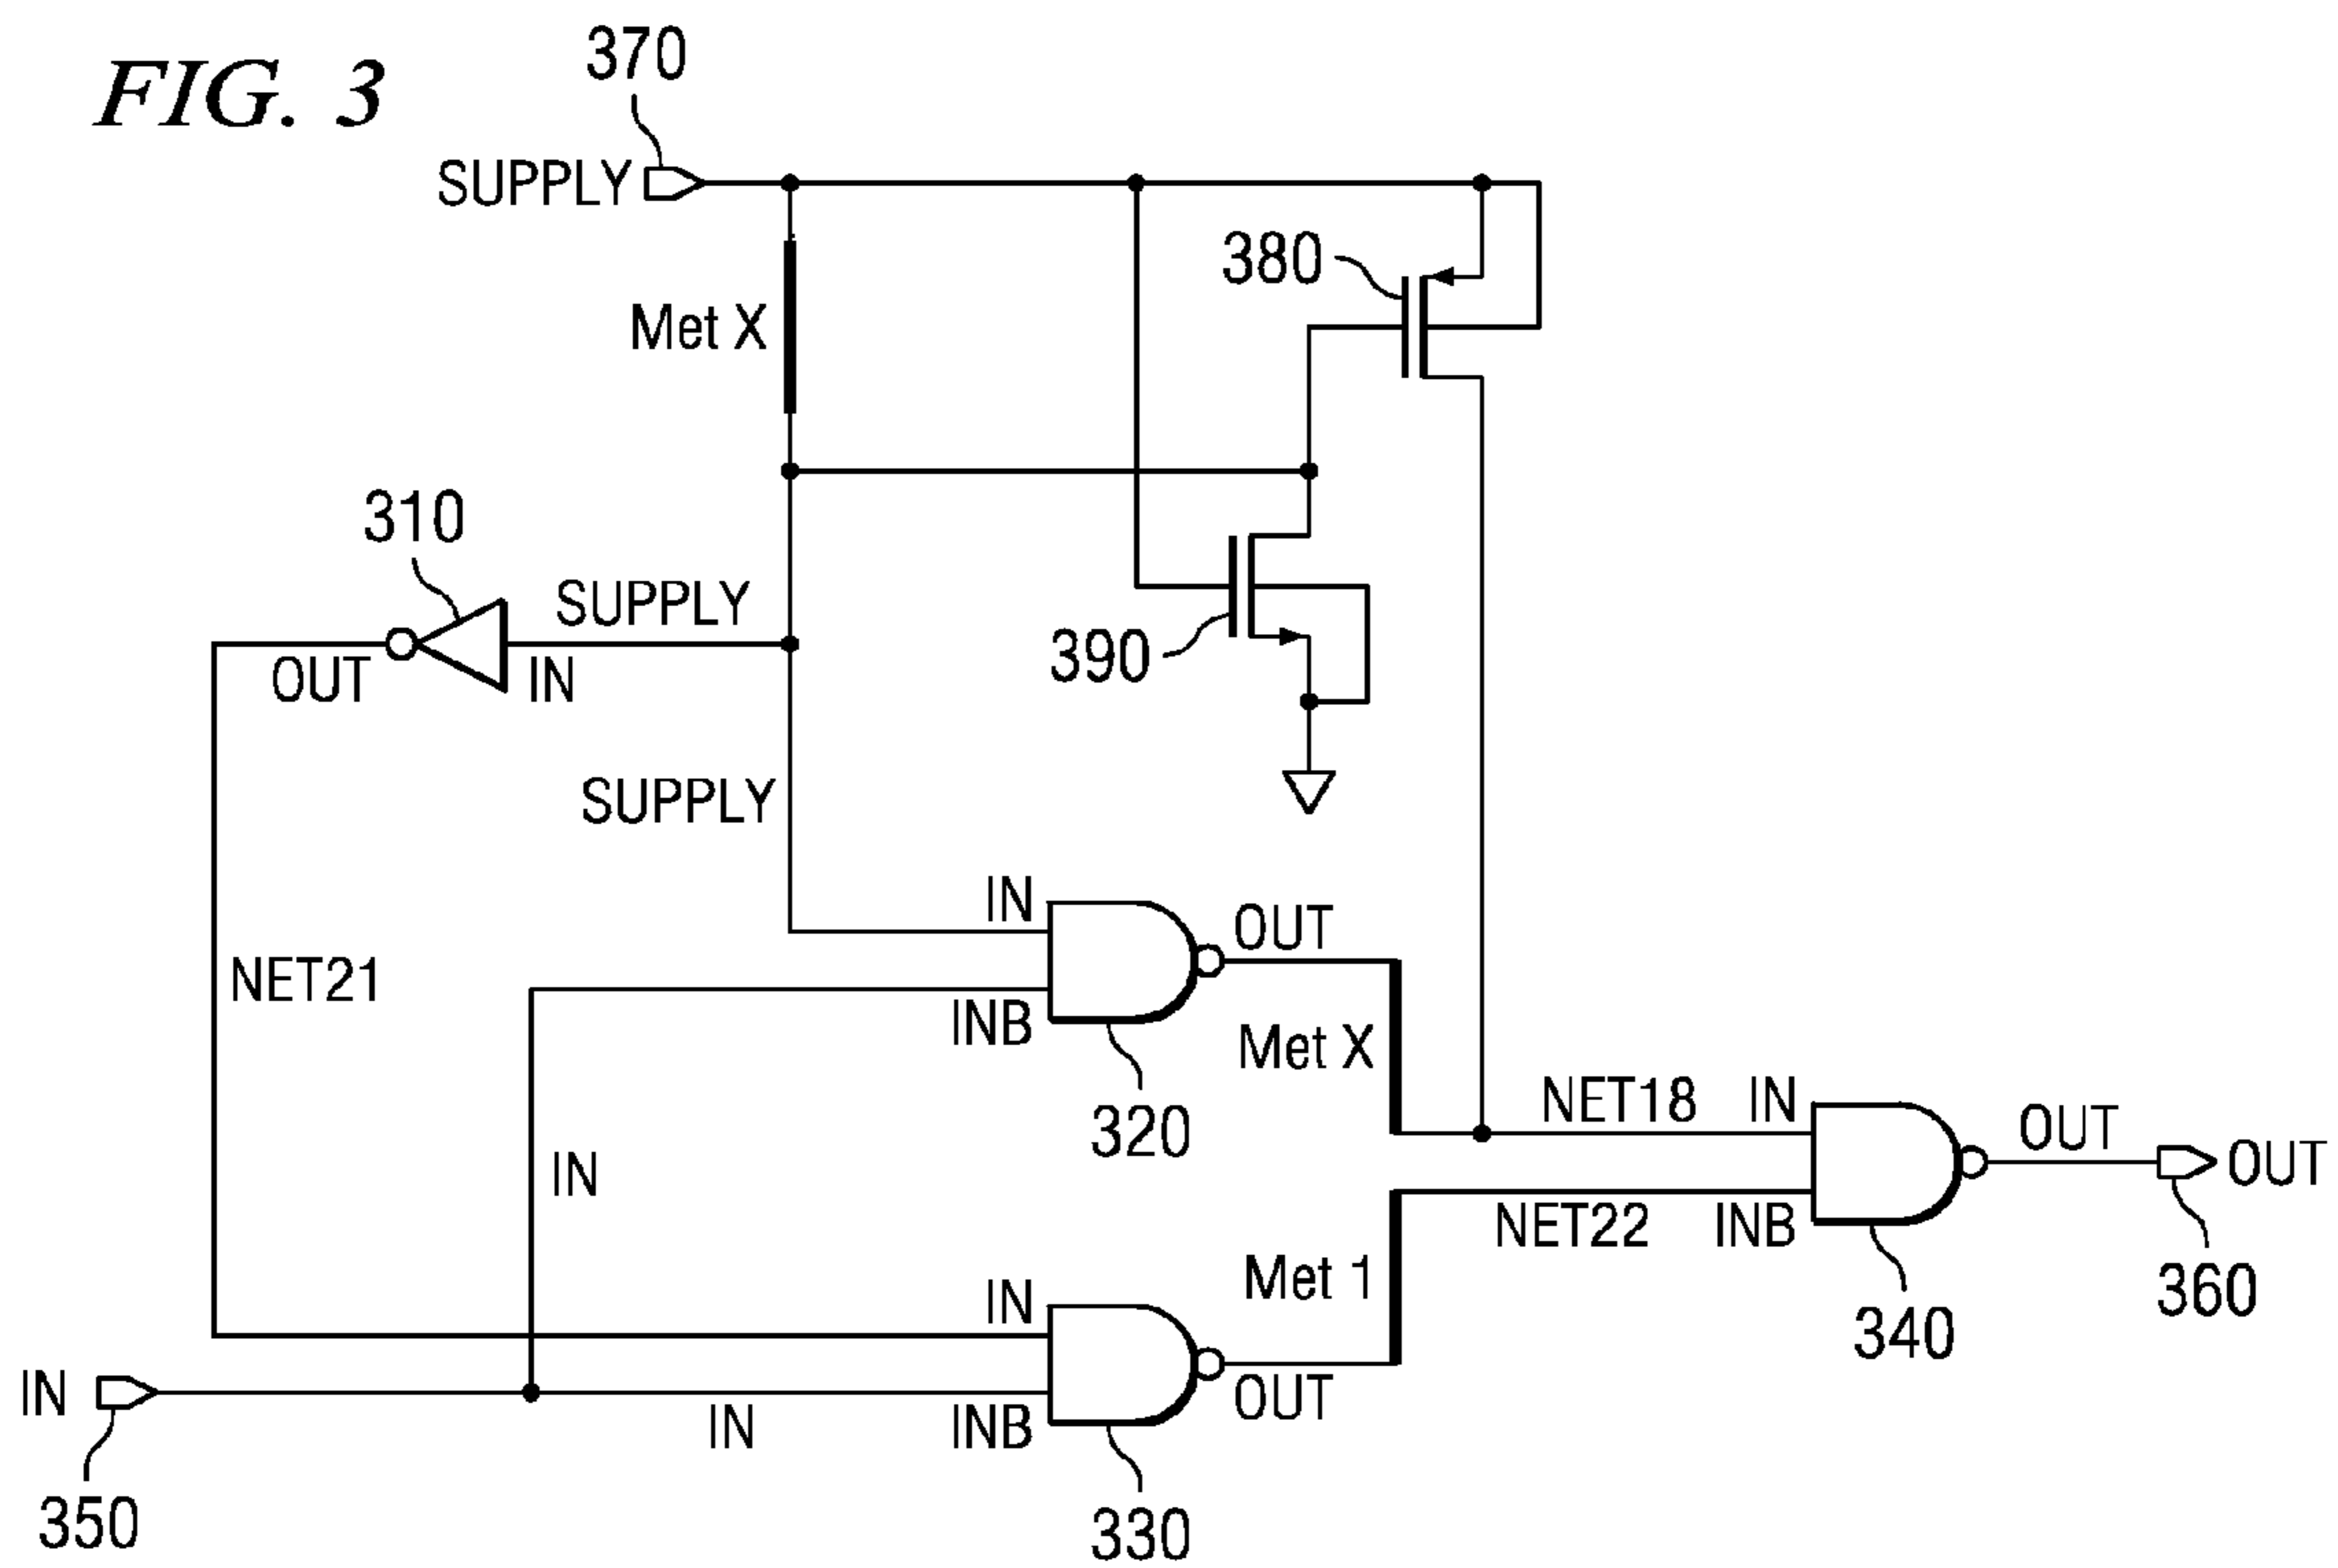 FIG. 3
370
SUPPLY
380
Met X
310
SUPPLY
OUT
IN
390
SUPPLY
IN
OUT
NET21
INB
Met X
320
NET18
IN
OUT
OUT
IN
NET22
INB
Met 1
360
IN
340
IN
IN
INB
OUT
350
330